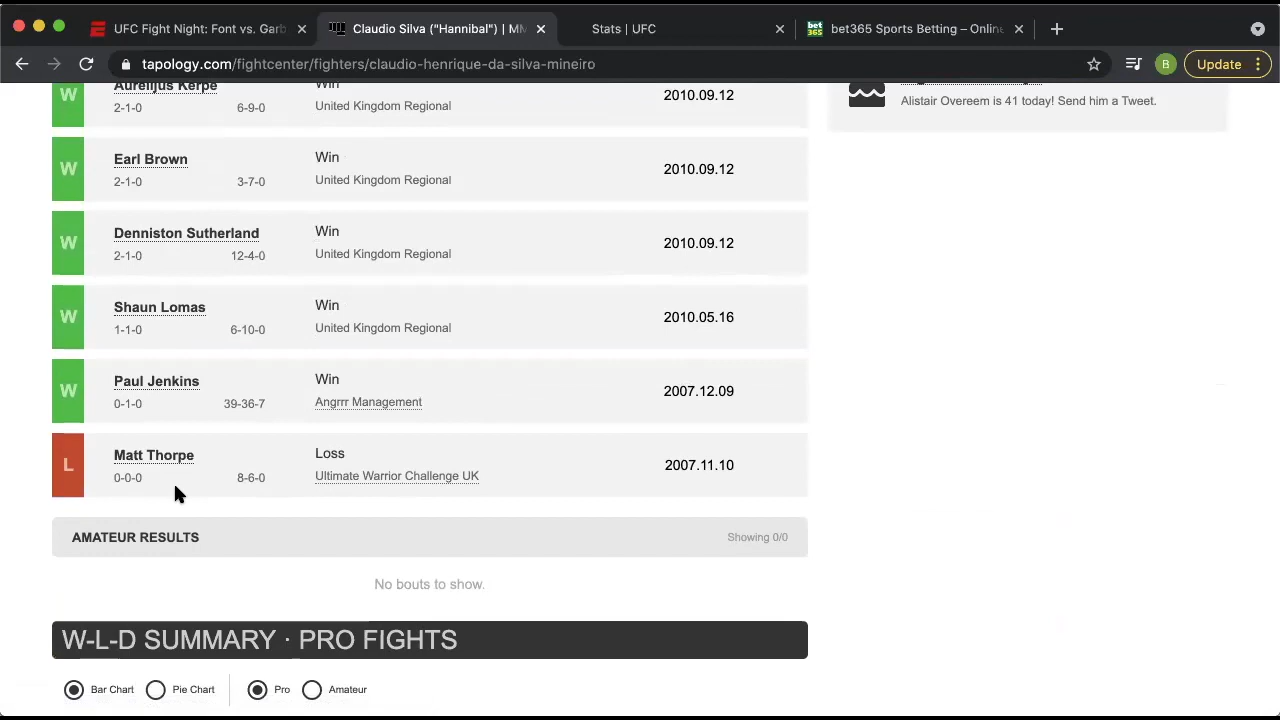 UFC Fight Night: Font vs. Garb
Claudio Silva ("Hannibal") | MM
Stats | UFC
bet365 Sports Betting – Online
tapology.com/fightcenter/fighters/claudio-henrique-da-silva-mineiro
B
Update
W
Aurelijus Kerpe
Win
2-1-0
6-9-0
United Kingdom Regional
2010.09.12
Alistair Overeem is 41 today! Send him a Tweet.
W
Earl Brown
Win
2-1-0
3-7-0
United Kingdom Regional
2010.09.12
W
Denniston Sutherland
Win
2-1-0
12-4-0
United Kingdom Regional
2010.09.12
W
Shaun Lomas
Win
1-1-0
6-10-0
United Kingdom Regional
2010.05.16
W
Paul Jenkins
Win
0-1-0
39-36-7
Angrrr Management
2007.12.09
L
Matt Thorpe
Loss
0-0-0
8-6-0
Ultimate Warrior Challenge UK
2007.11.10
AMATEUR RESULTS
Showing 0/0
No bouts to show.
W-L-D SUMMARY · PRO FIGHTS
Bar Chart
Pie Chart
Pro
Amateur